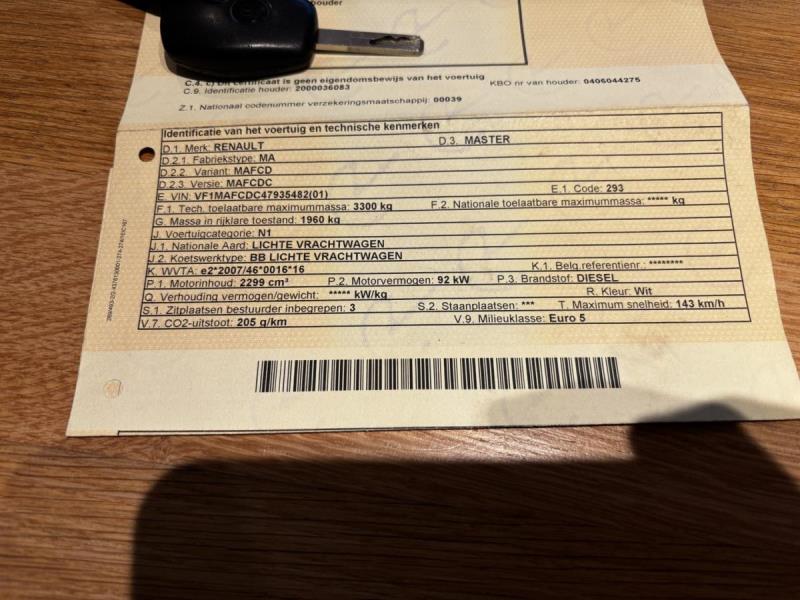 houder
C.4. c) Dit certificaat is geen eigendomsbewijs van het voertuig
C.9. Identificatie houder: 2000036083 KBO nr van houder: 0406044275
Z.1. Nationaal codenummer verzekeringsmaatschappij: 00039
Identificatie van het voertuig en technische kenmerken
D.1. Merk: RENAULT D.3. MASTER
D.2.1. Fabriekstype: MA
D.2.2. Variant: MAFCD
D.2.3. Versie: MAFCDC
E. VIN: VF1MAFCDC47935482(01) E.1. Code: 293
F.1. Tech. toelaatbare maximummassa: 3300 kg F.2. Nationale toelaatbare maximummassa: ***** kg
G. Massa in rijklare toestand: 1960 kg
J. Voertuigcategorie: N1
J.1. Nationale Aard: LICHTE VRACHTWAGEN
J.2. Koetswerktype: BB LICHTE VRACHTWAGEN
K. WVTA: e2*2007/46*0016*16 K.1. Belg.referentienr.: ********
P.1. Motorinhoud: 2299 cm³ P.2. Motorvermogen: 92 kW P.3. Brandstof: DIESEL
Q. Verhouding vermogen/gewicht: ***** kW/kg R. Kleur: Wit
S.1. Zitplaatsen bestuurder inbegrepen: 3 S.2. Staanplaatsen: *** T. Maximum snelheid: 143 km/h
V.7. CO2-uitstoot: 205 g/km V.9. Milieuklasse: Euro 5